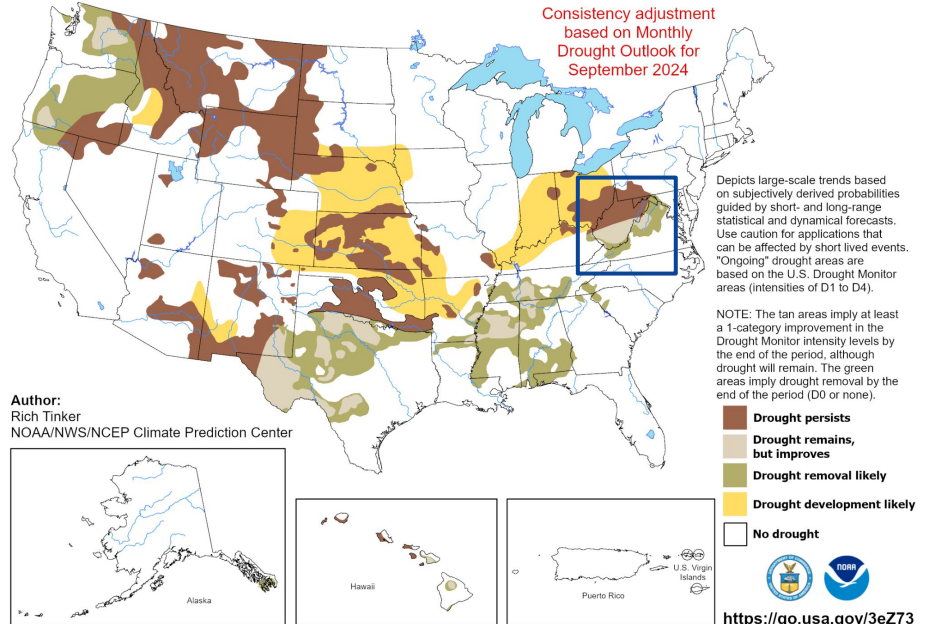 Consistency adjustment
based on Monthly
Drought Outlook for
September 2024
Depicts large-scale trends based
on subjectively derived probabilities
guided by short- and long-range
statistical and dynamical forecasts.
Use caution for applications that
can be affected by short lived events.
"Ongoing" drought areas are
based on the U.S. Drought Monitor
areas (intensities of D1 to D4).
NOTE: The tan areas imply at least
a 1-category improvement in the
Drought Monitor intensity levels by
the end of the period, although
drought will remain. The green
areas imply drought removal by the
end of the period (D0 or none).
Author:
Rich Tinker
NOAA/NWS/NCEP Climate Prediction Center
Drought persists
Drought remains,
but improves
Drought removal likely
Drought development likely
No drought
Alaska
Hawaii
Puerto Rico
U.S. Virgin
Islands
NOAA
https://go.usa.gov/3eZ73